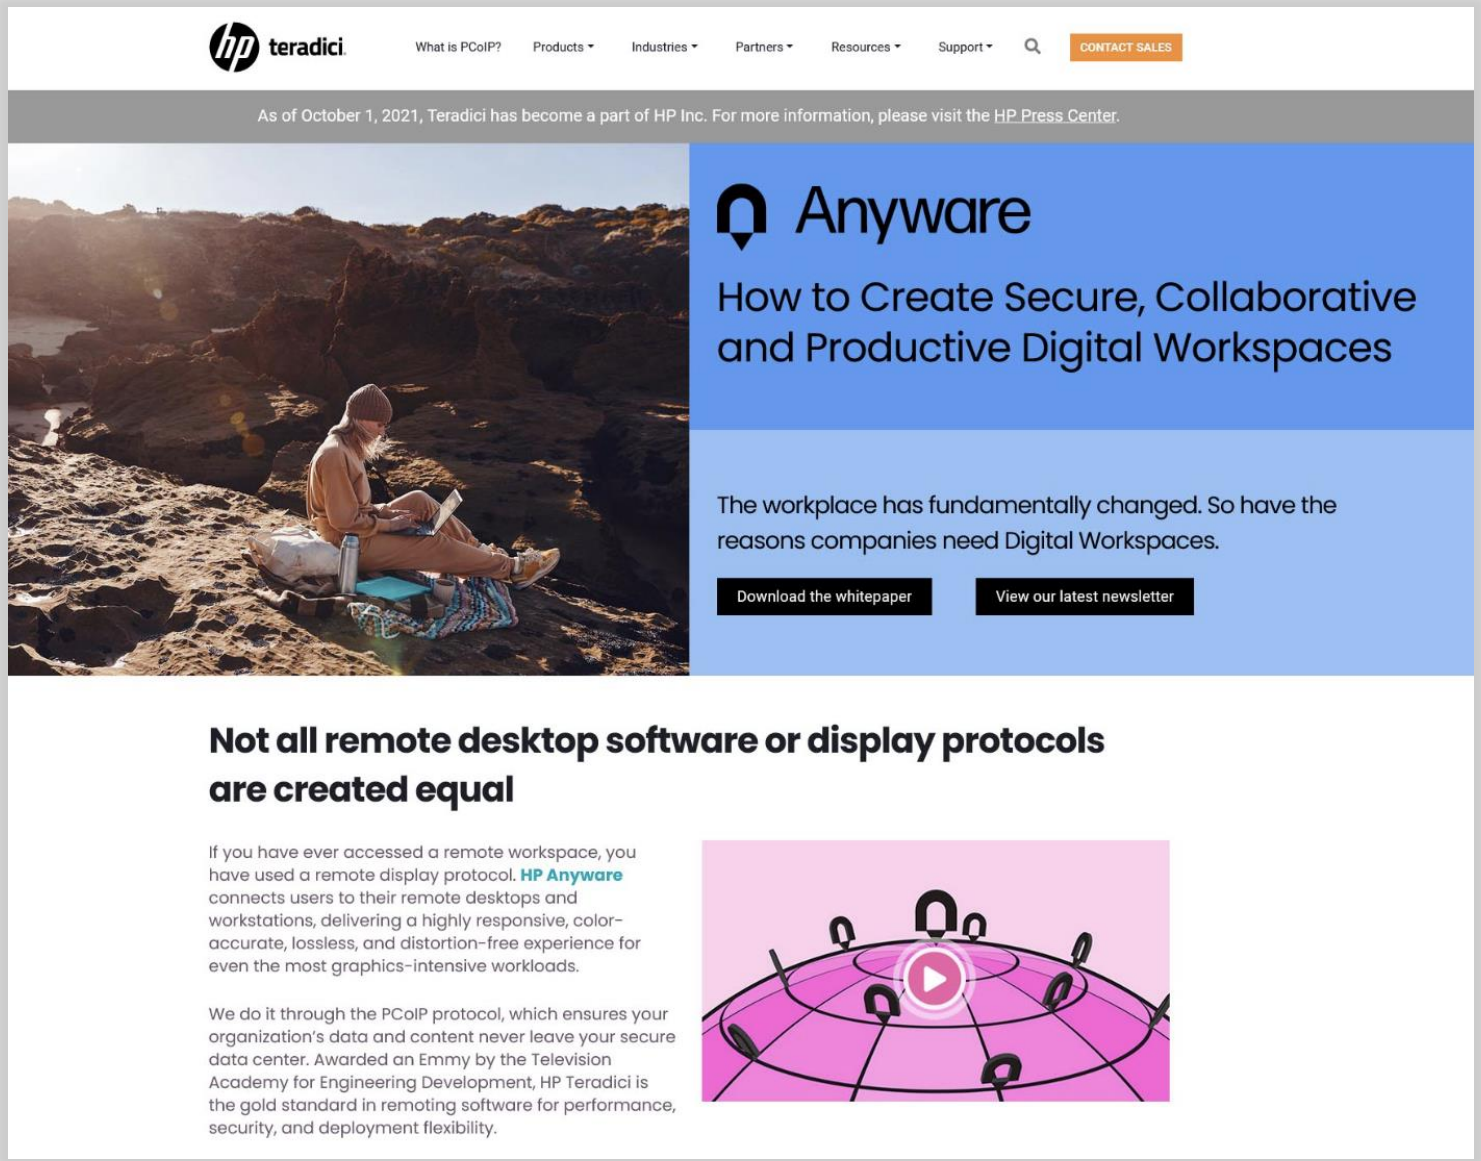 hp teradici.
What is PCoIP? Products Industries Partners Resources Support CONTACT SALES
As of October 1, 2021, Teradici has become a part of HP Inc. For more information, please visit the HP Press Center.
Anyware
How to Create Secure, Collaborative
and Productive Digital Workspaces
The workplace has fundamentally changed. So have the
reasons companies need Digital Workspaces.
Download the whitepaper View our latest newsletter
Not all remote desktop software or display protocols
are created equal
If you have ever accessed a remote workspace, you
have used a remote display protocol. HP Anyware
connects users to their remote desktops and
workstations, delivering a highly responsive, color-
accurate, lossless, and distortion-free experience for
even the most graphics-intensive workloads.
We do it through the PCoIP protocol, which ensures your
organization's data and content never leave your secure
data center. Awarded an Emmy by the Television
Academy for Engineering Development, HP Teradici is
the gold standard in remoting software for performance,
security, and deployment flexibility.